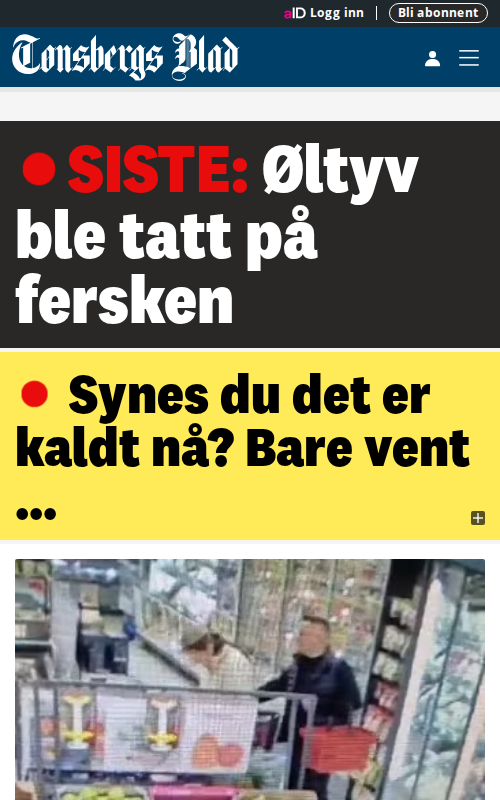 aID Logg inn
Bli abonnent
Tønsbergs Blad
SISTE: Øltyv
ble tatt på
fersken
Synes du det er
kaldt nå? Bare vent
...